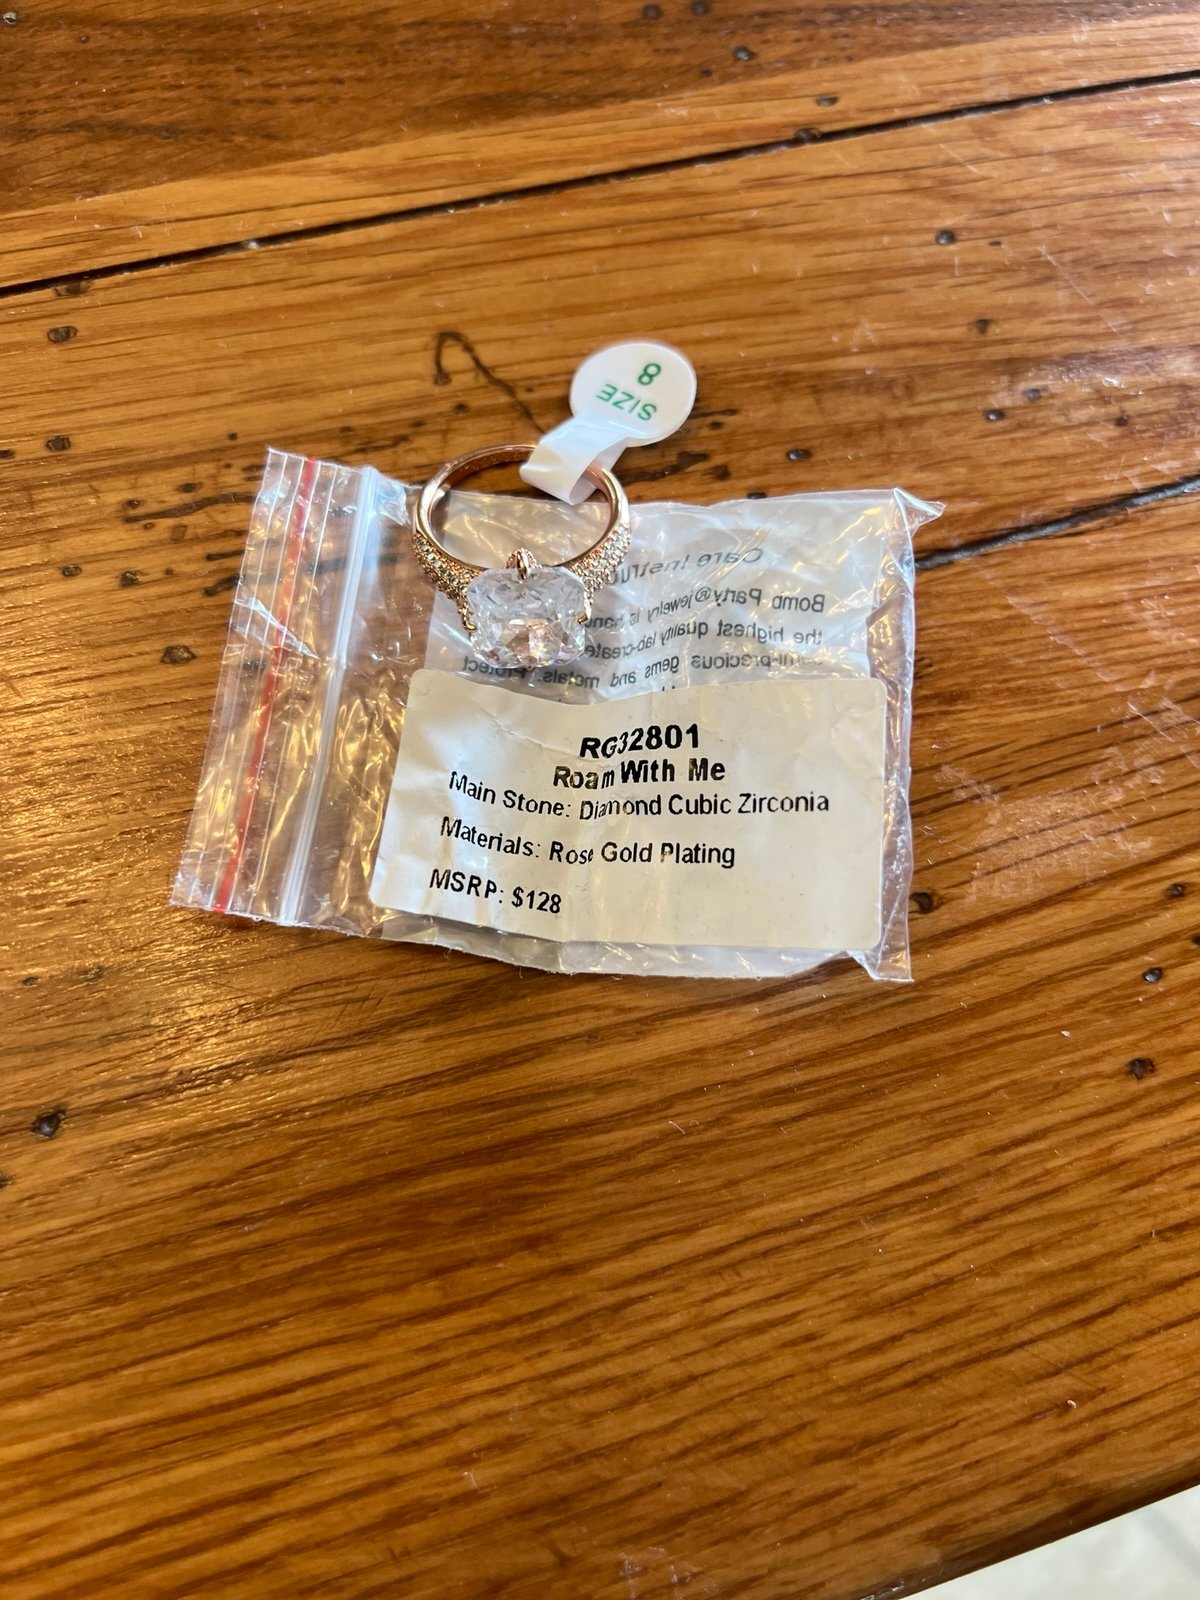 SIZE
8
Care Instru
Bomb Party® jewelry is han
the highest quality lab-create
semi-precious gems and metals. Protect
RG32801
Roam With Me
Main Stone: Diamond Cubic Zirconia
Materials: Rose Gold Plating
MSRP: $128